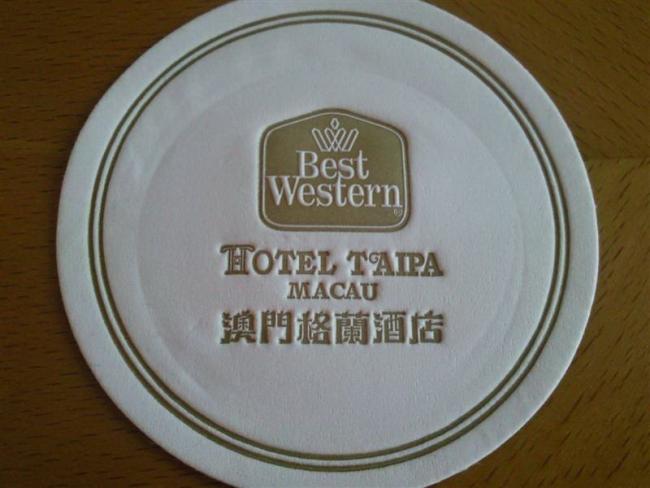 Best
Western
®
HOTEL TAIPA
MACAU
澳門格蘭酒店